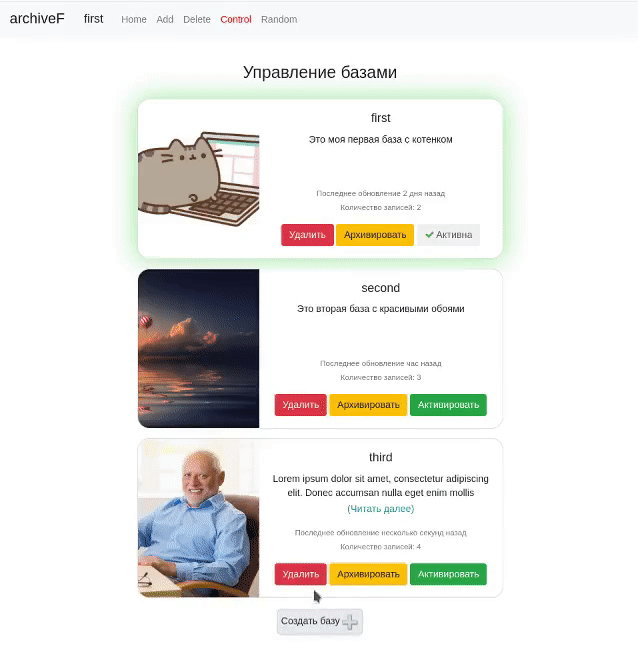 archiveF first Home Add Delete Control Random
Управление базами
first
Это моя первая база с котенком
Последнее обновление 2 дня назад
Количество записей: 2
Удалить Архивировать Активна
second
Это вторая база с красивыми обоями
Последнее обновление час назад
Количество записей: 3
Удалить Архивировать Активировать
third
Lorem ipsum dolor sit amet, consectetur adipiscing
elit. Donec accumsan nulla eget enim mollis
(Читать далее)
Последнее обновление несколько секунд назад
Количество записей: 4
Удалить Архивировать Активировать
Создать базу